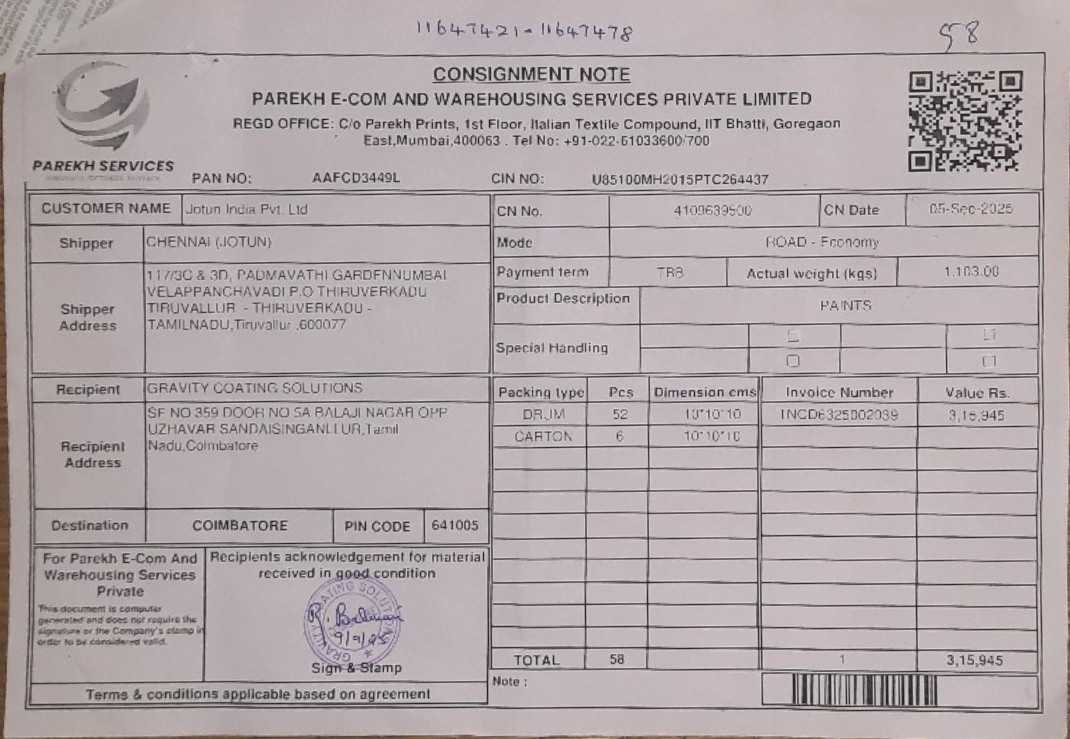 11647421-11647478
58
CONSIGNMENT NOTE
PAREKH E-COM AND WAREHOUSING SERVICES PRIVATE LIMITED
REGD OFFICE: C/o Parekh Prints, 1st Floor, Italian Textile Compound, IIT Bhatti, Goregaon
East,Mumbai,400063 . Tel No: +91-022-61033600/700
PAREKH SERVICES
PAN NO: AAFCD3449L CIN NO: U85100MH2015PTC264437
CUSTOMER NAME Jotun India Pvt. Ltd
CN No. 4109639500 CN Date 05-Sep-2025
Shipper CHENNAI (JOTUN)
Mode ROAD - Economy
Shipper
Address
117/3C & 3D, PADMAVATHI GARDENNUMBAI
VELAPPANCHAVADI P.O THIRUVERKADU
TIRUVALLUR - THIRUVERKADU -
TAMILNADU,Tiruvallur ,600077
Payment term TBB Actual weight (kgs) 1,103.00
Product Description PAINTS
Special Handling
Recipient GRAVITY COATING SOLUTIONS
Recipient
Address
SF NO 359 DOOR NO 5A BALAJI NAGAR OPP
UZHAVAR SANDAISINGANLLUR,Tamil
Nadu,Coimbatore
Packing type Pcs Dimension cms Invoice Number Value Rs.
DRUM 52 10*10*10 3,15,945
CARTON 6 10*10*10
Destination COIMBATORE PIN CODE 641005
For Parekh E-Com And
Warehousing Services
Private
This document is computer
generated and does not require the
signature or the Company's stamp in
order to be considered valid.
Recipients acknowledgement for material
received in good condition
9/9/25
Sign & Stamp
TOTAL 58 1 3,15,945
Note :
Terms & conditions applicable based on agreement